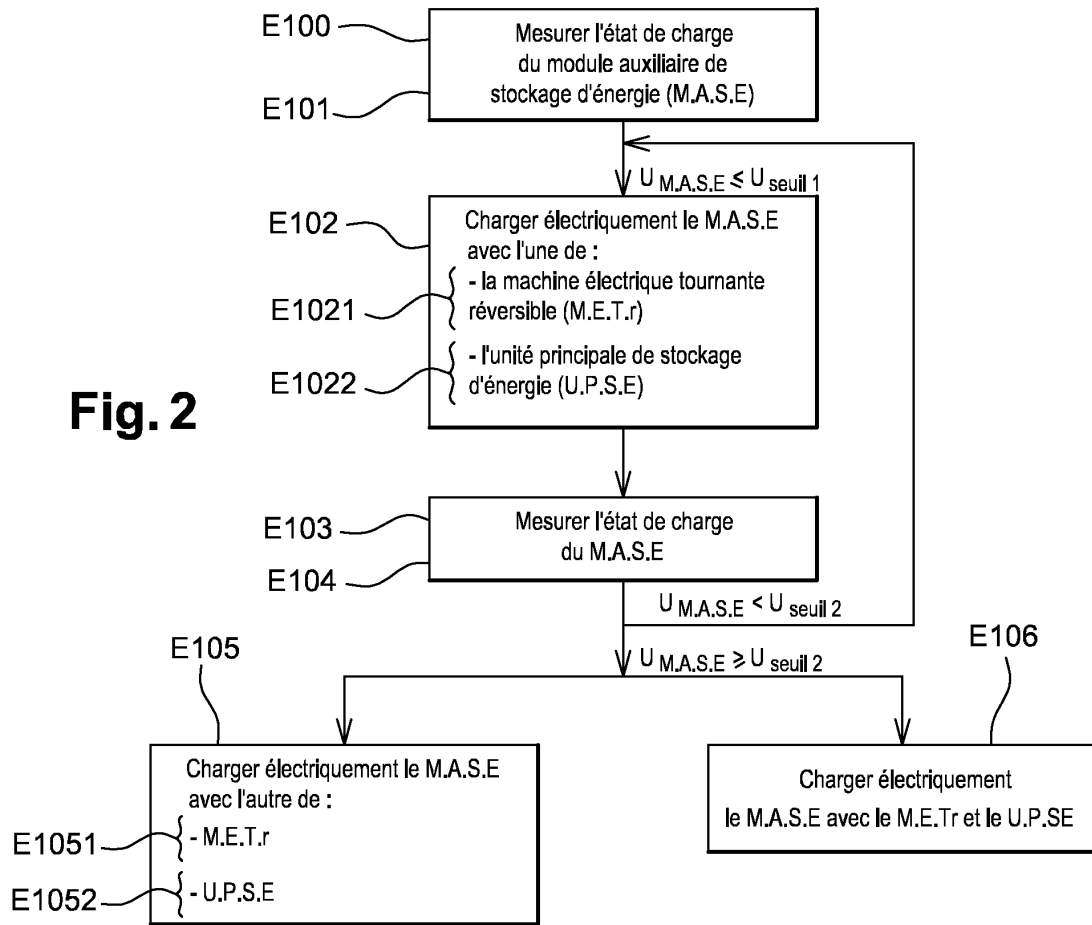 E100
E101
Mesurer l'état de charge
du module auxiliaire de
stockage d'énergie (M.A.S.E)
U M.A.S.E ≤ U seuil 1
E102
E1021
E1022
Charger électriquement le M.A.S.E
avec l'une de :
- la machine électrique tournante
réversible (M.E.T.r)
- l'unité principale de stockage
d'énergie (U.P.S.E)
Fig. 2
E103
E104
Mesurer l'état de charge
du M.A.S.E
U M.A.S.E < U seuil 2
U M.A.S.E ≥ U seuil 2
E105
E1051
E1052
Charger électriquement le M.A.S.E
avec l'autre de :
- M.E.T.r
- U.P.S.E
E106
Charger électriquement
le M.A.S.E avec le M.E.Tr et le U.P.SE